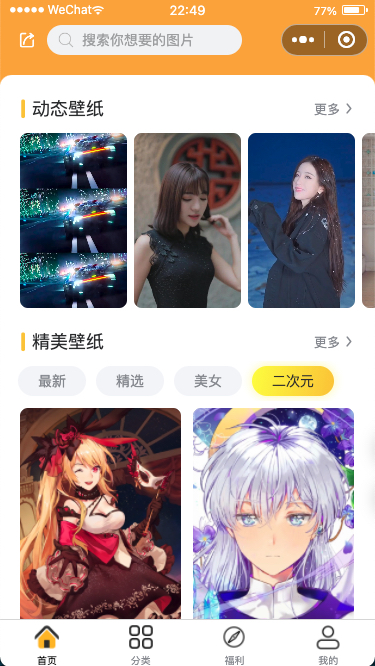 WeChat 22:49 77%
搜索你想要的图片
动态壁纸 更多
精美壁纸 更多
最新 精选 美女 二次元
首页 分类 福利 我的